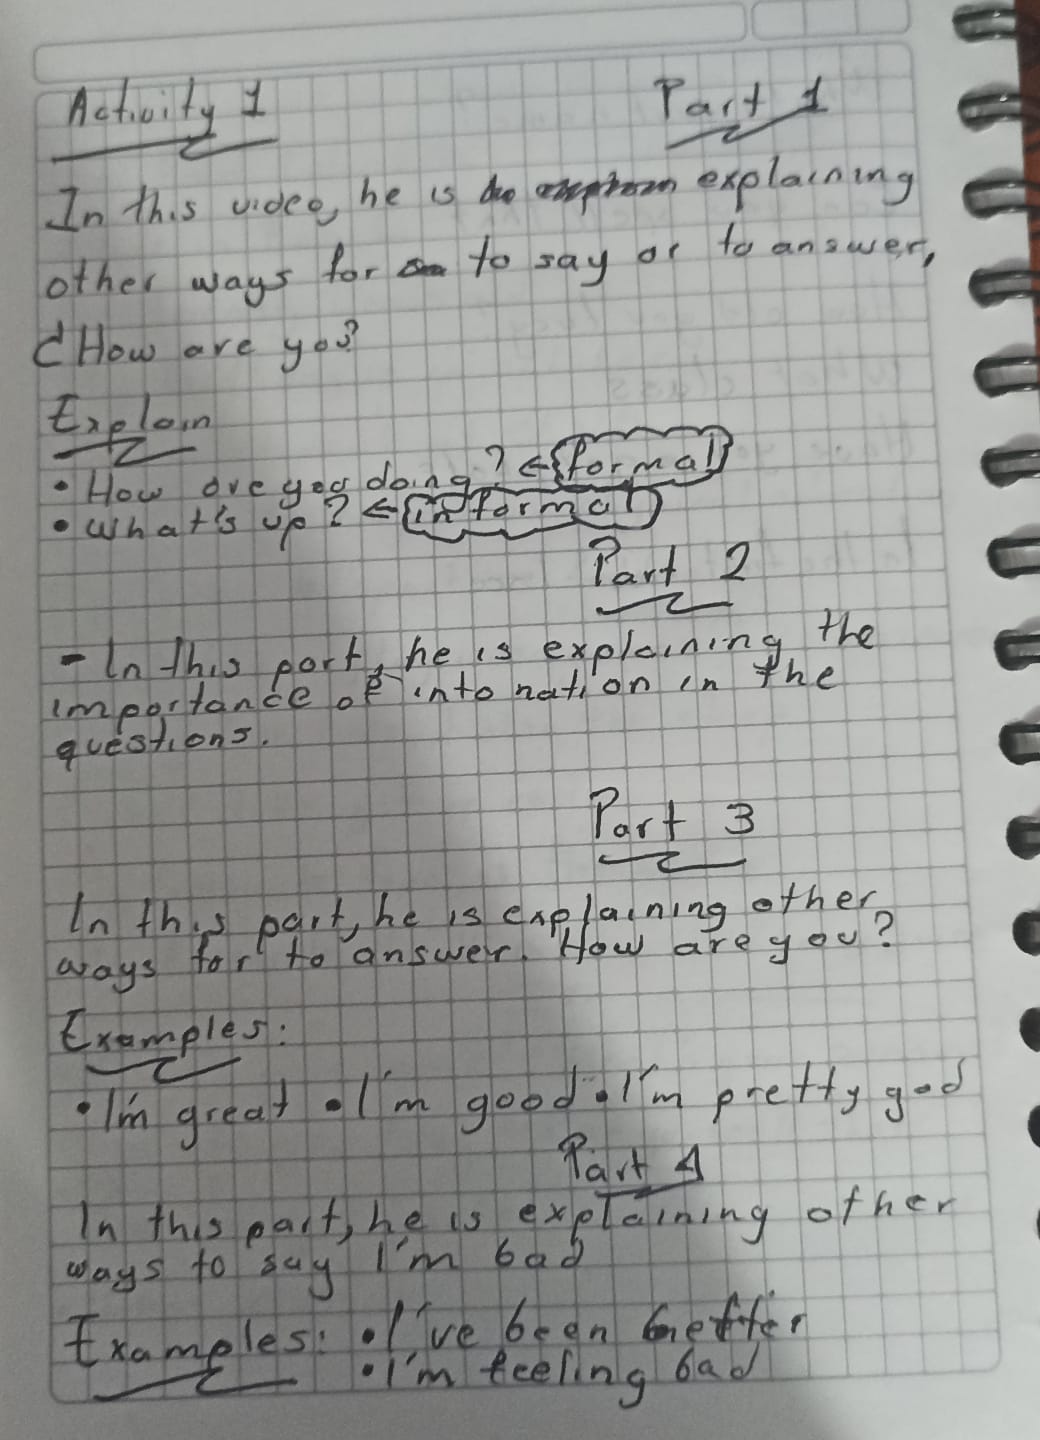 Activity 1 Part 1
In this video, he is explaining
other ways for to say or to answer,
¿How are you?
Explain
• How are you doing? ← formal
• What's up? ← informal
Part 2
- In this part, he is explaining the
importance of intonation in the
questions.
Part 3
In this part, he is explaining other
ways for to answer. How are you?
Examples:
• I'm great • I'm good • I'm pretty god
Part 4
In this part, he is explaining other
ways to say I'm bad
Examples: • I've been better
• I'm feeling bad